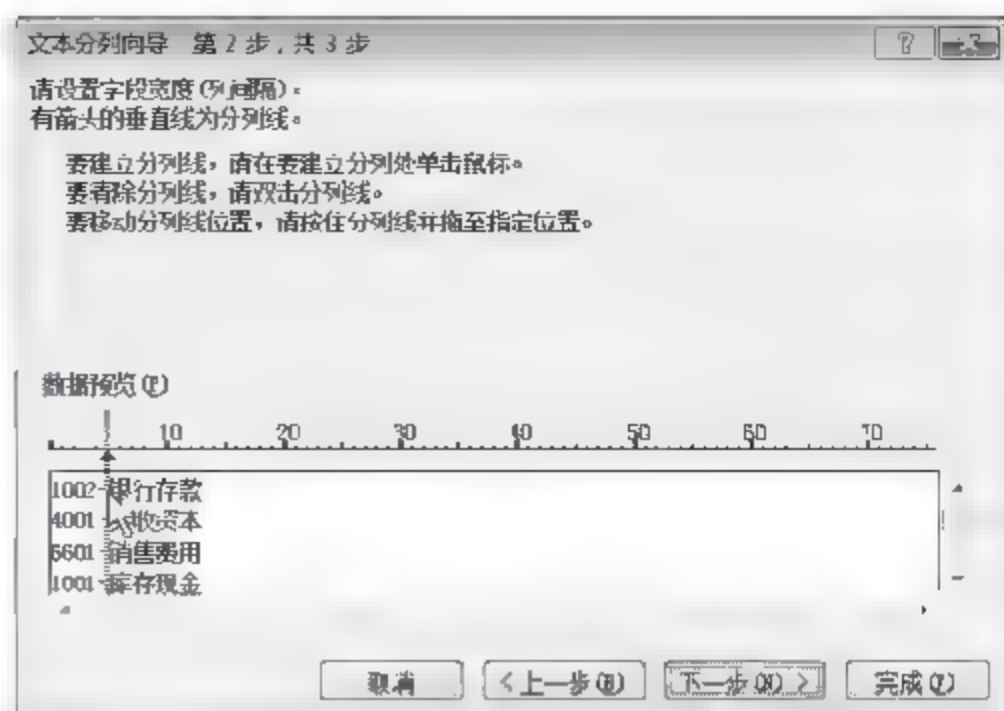 文本分列向导 第 2 步，共 3 步
请设置字段宽度(列间隔)。
有箭头的垂直线为分列线。
要建立分列线，请在要建立分列处单击鼠标。
要清除分列线，请双击分列线。
要移动分列线位置，请按住分列线并拖至指定位置。
数据预览(P)
10 20 30 40 50 60 70
1002 银行存款
4001 收资本
6601 销售费用
1001 库存现金
取消 < 上一步(B) 下一步(N) > 完成(F)